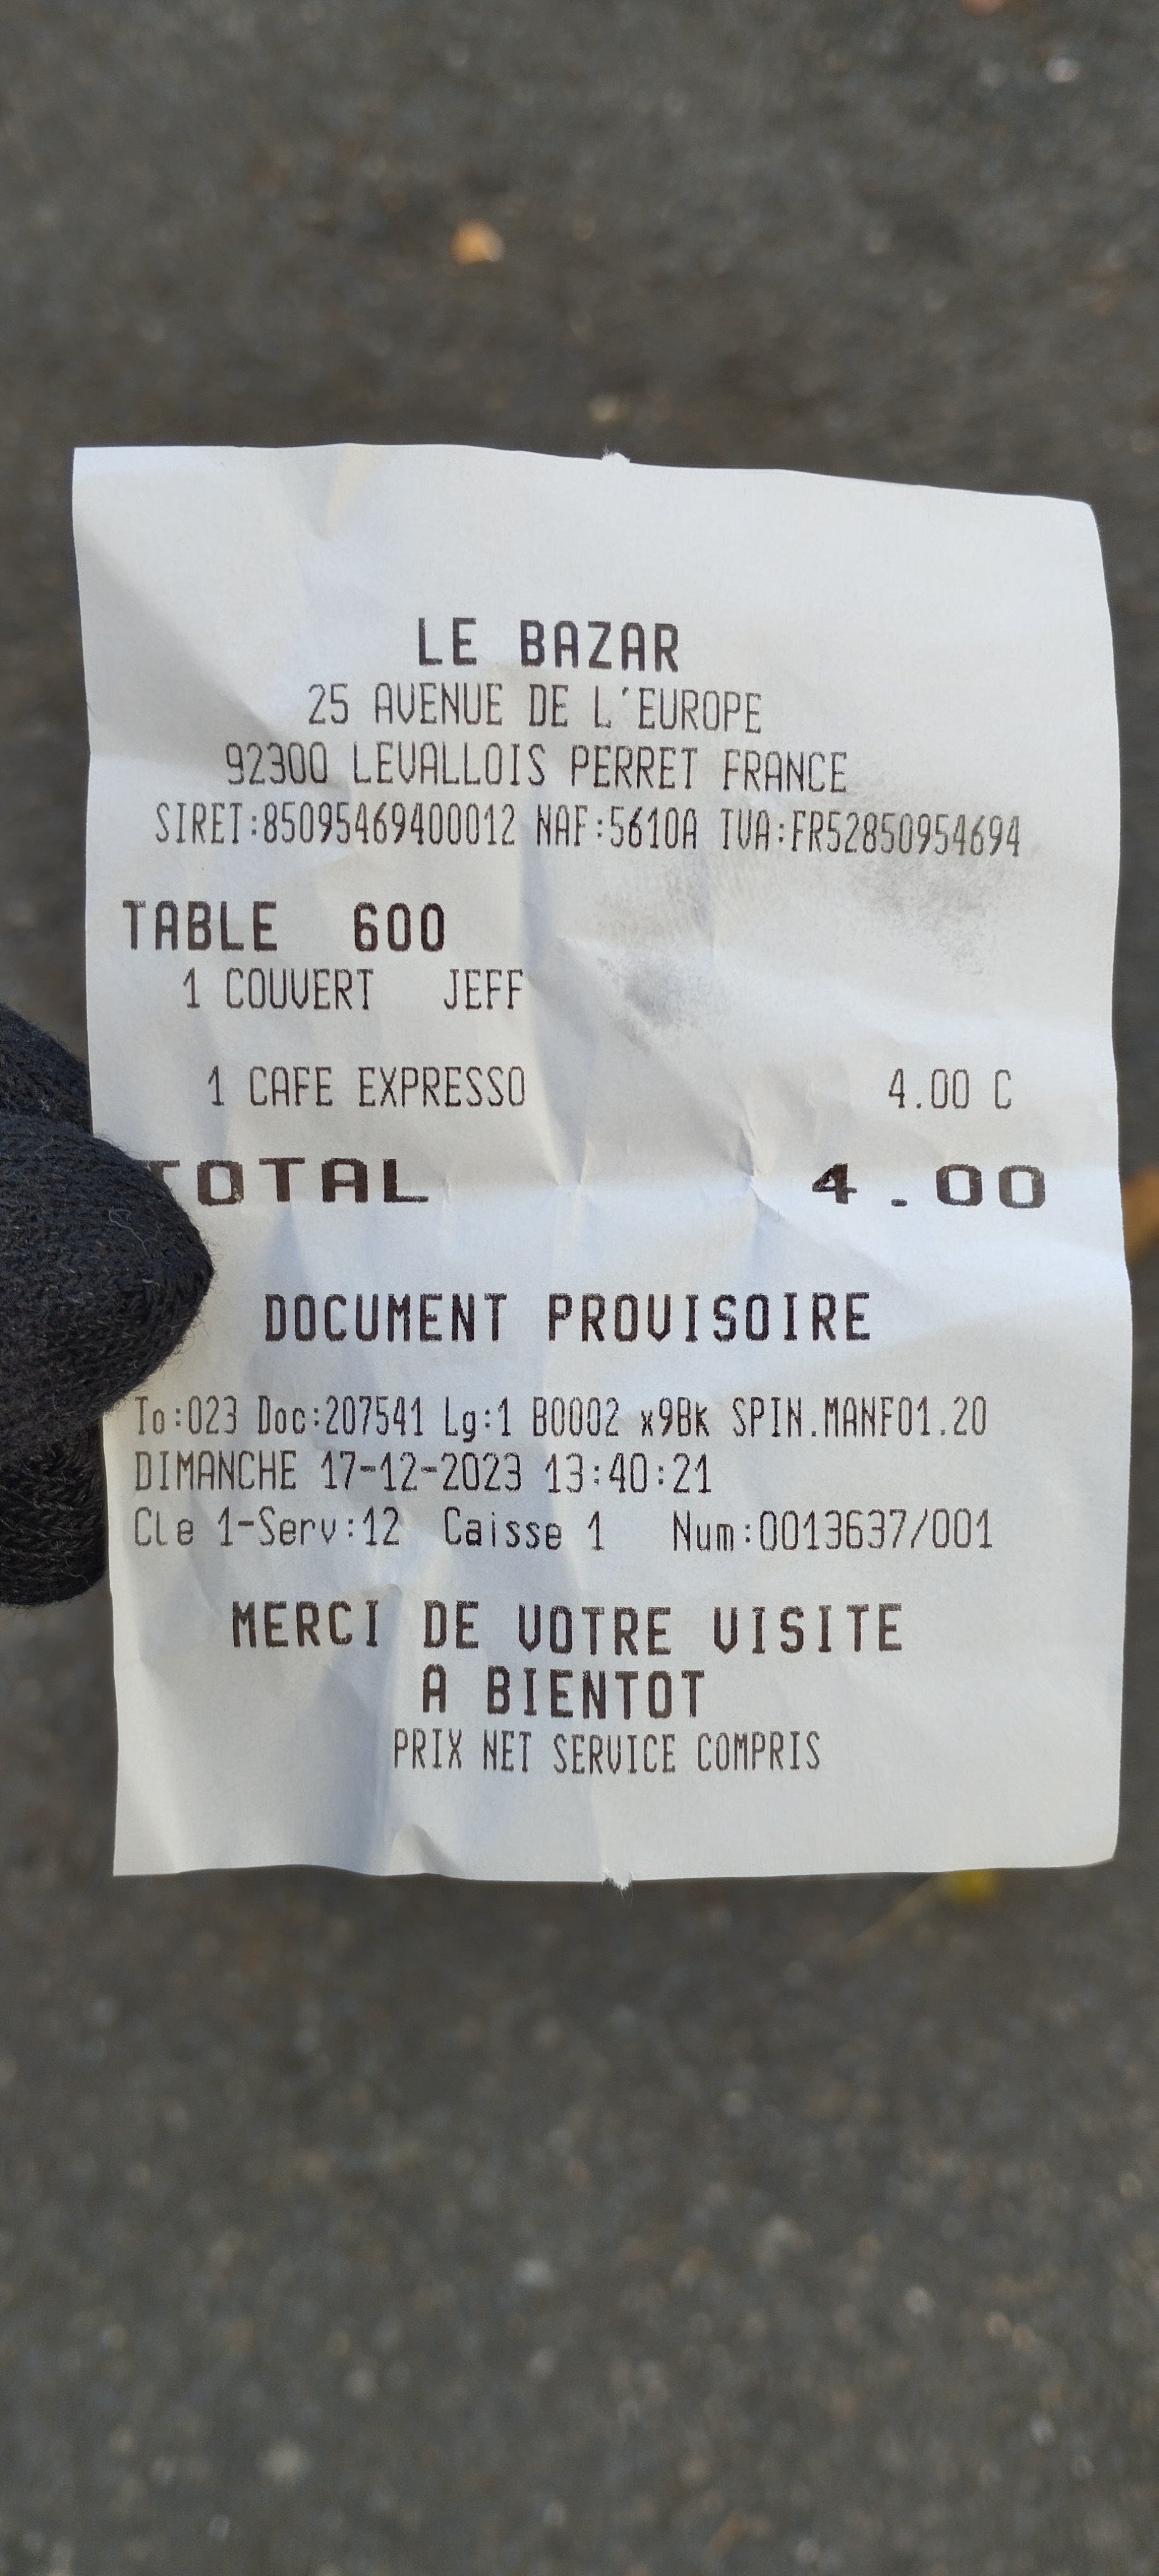 LE BAZAR
25 AVENUE DE L'EUROPE
92300 LEVALLOIS PERRET FRANCE
SIRET:85095469400012 NAF:5610A TVA:FR52850954694
TABLE 600
1 COUVERT JEFF
1 CAFE EXPRESSO 4.00 C
TOTAL 4.00
DOCUMENT PROVISOIRE
To:023 Doc:207541 Lg:1 B0002 x9Bk SPIN.MANF01.20
DIMANCHE 17-12-2023 13:40:21
Cle 1-Serv:12 Caisse 1 Num:0013637/001
MERCI DE VOTRE VISITE
A BIENTOT
PRIX NET SERVICE COMPRIS